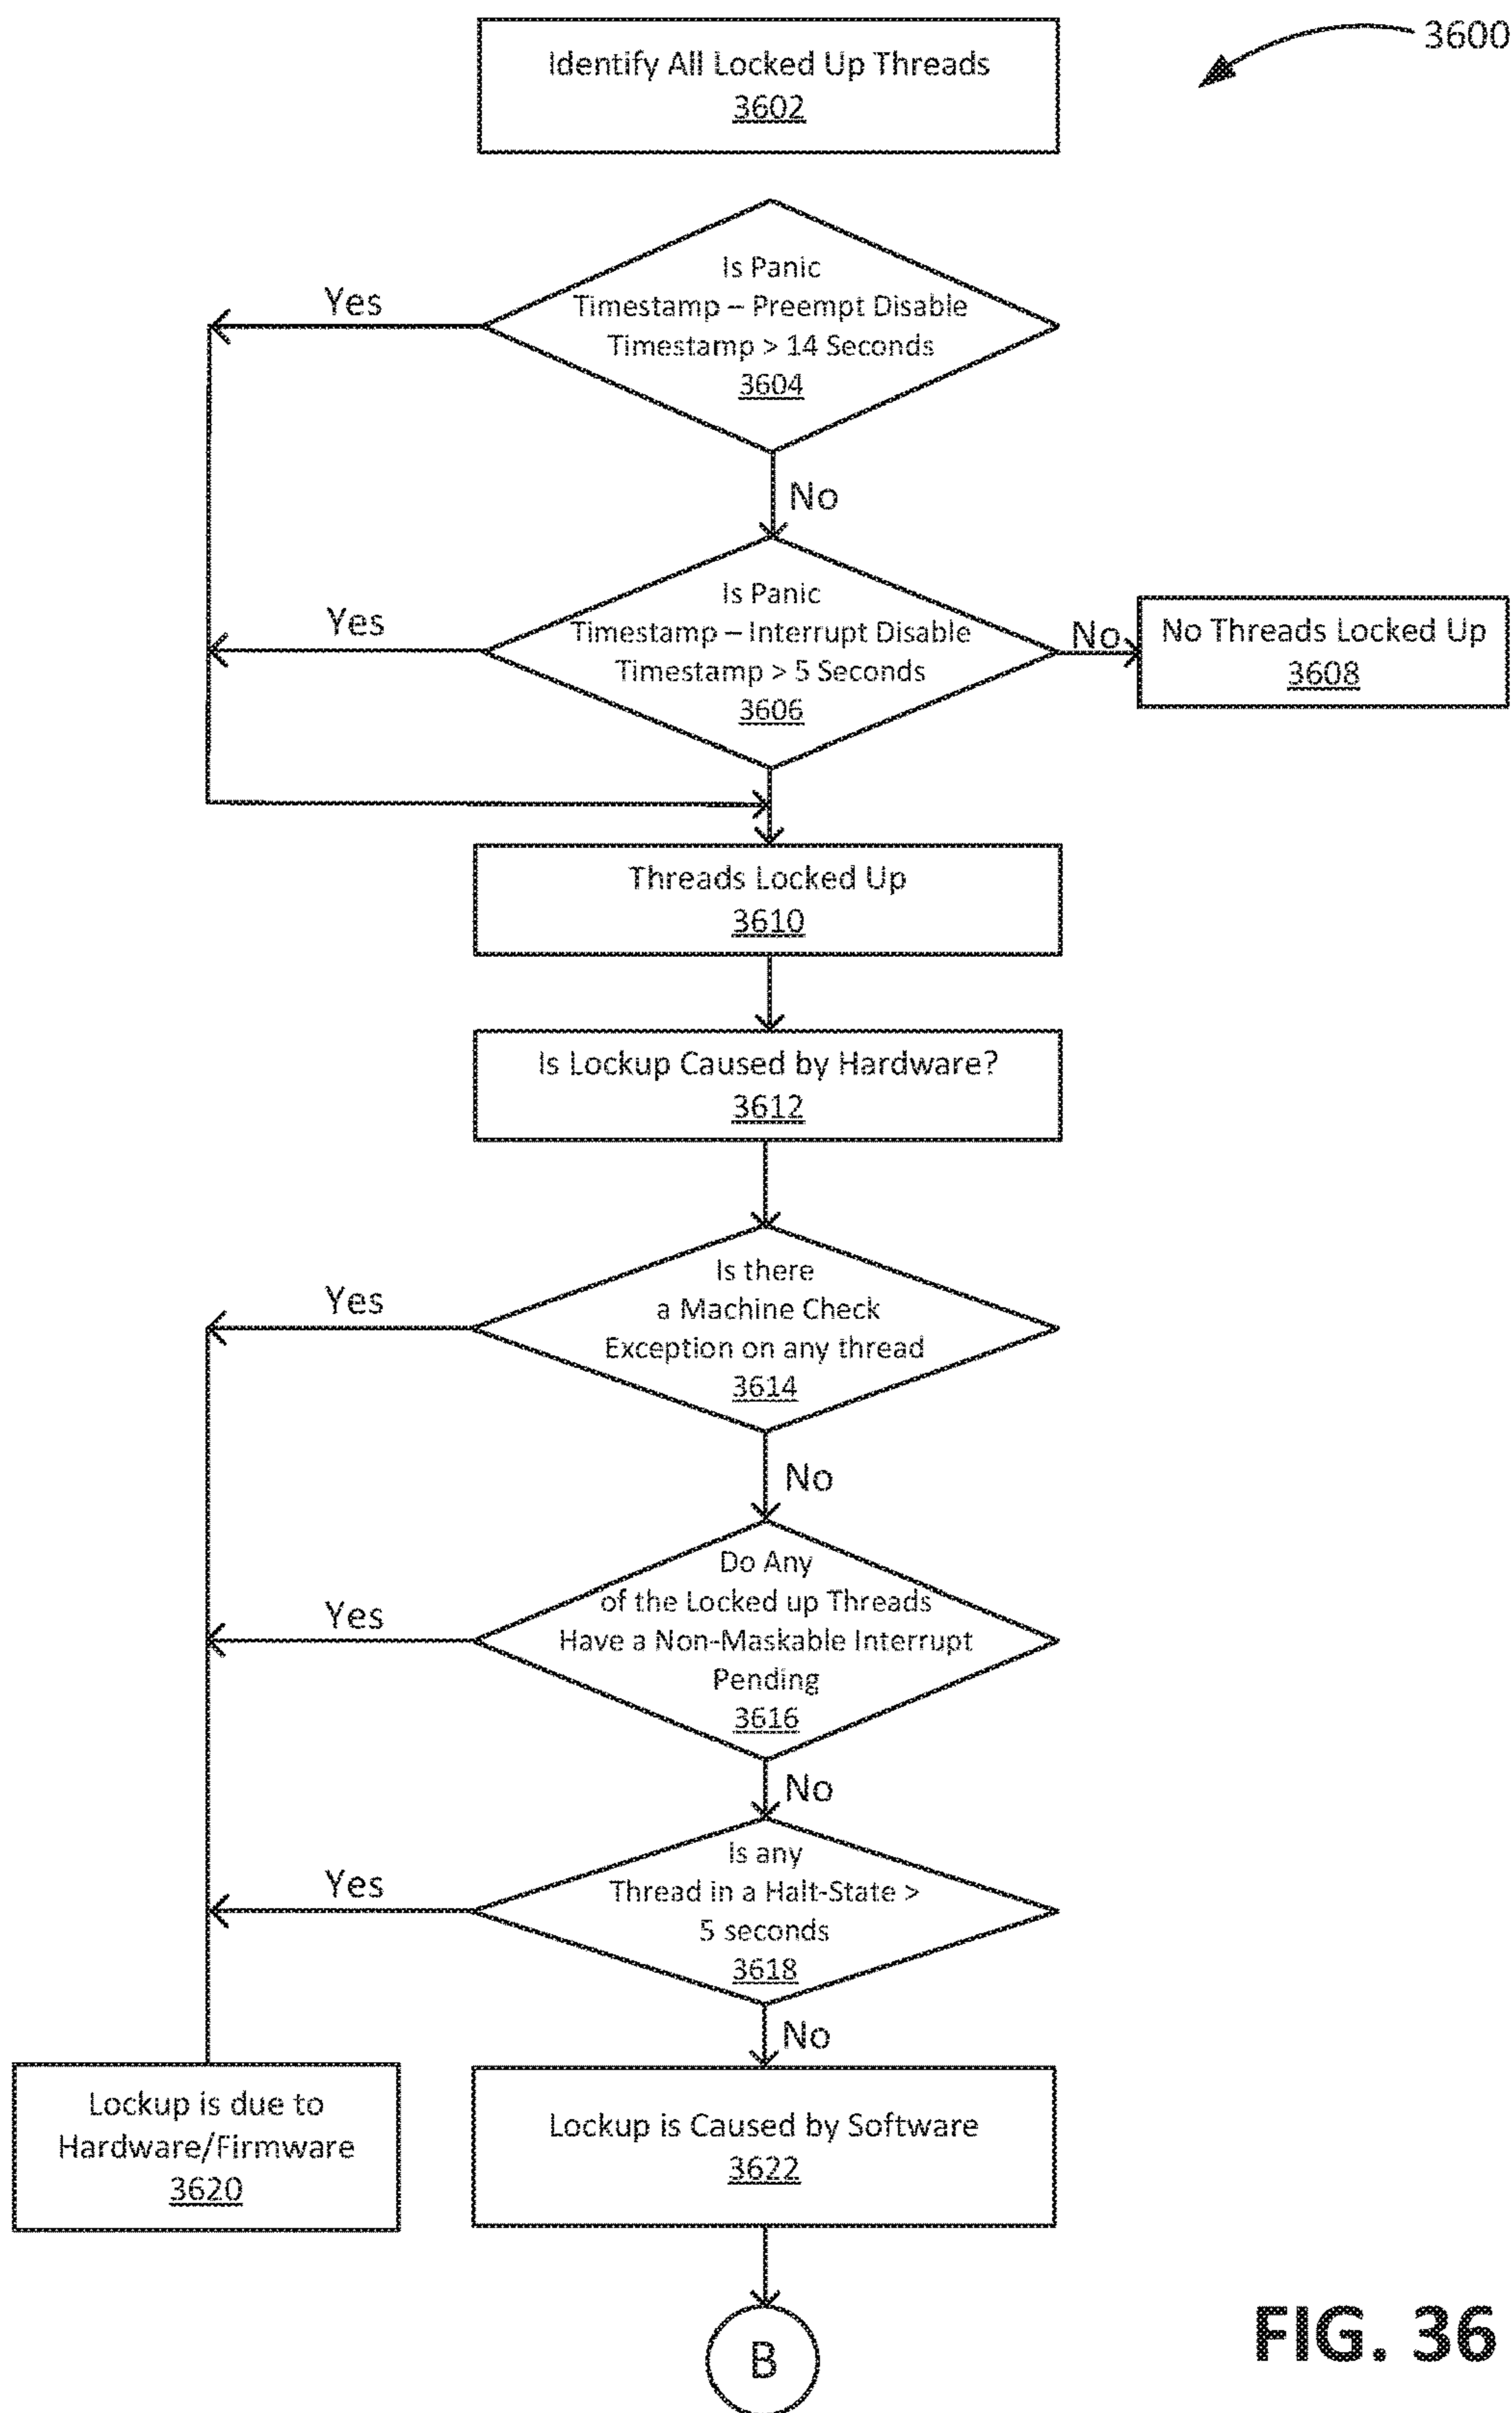 3600
Identify All Locked Up Threads
3602
Is Panic
Timestamp – Preempt Disable
Timestamp > 14 Seconds
3604
Yes
No
Is Panic
Timestamp – Interrupt Disable
Timestamp > 5 Seconds
3606
Yes
No
No Threads Locked Up
3608
Threads Locked Up
3610
Is Lockup Caused by Hardware?
3612
Is there
a Machine Check
Exception on any thread
3614
Yes
No
Do Any
of the Locked up Threads
Have a Non-Maskable Interrupt
Pending
3616
Yes
No
Is any
Thread in a Halt-State >
5 seconds
3618
Yes
No
Lockup is due to
Hardware/Firmware
3620
Lockup is Caused by Software
3622
B
FIG. 36